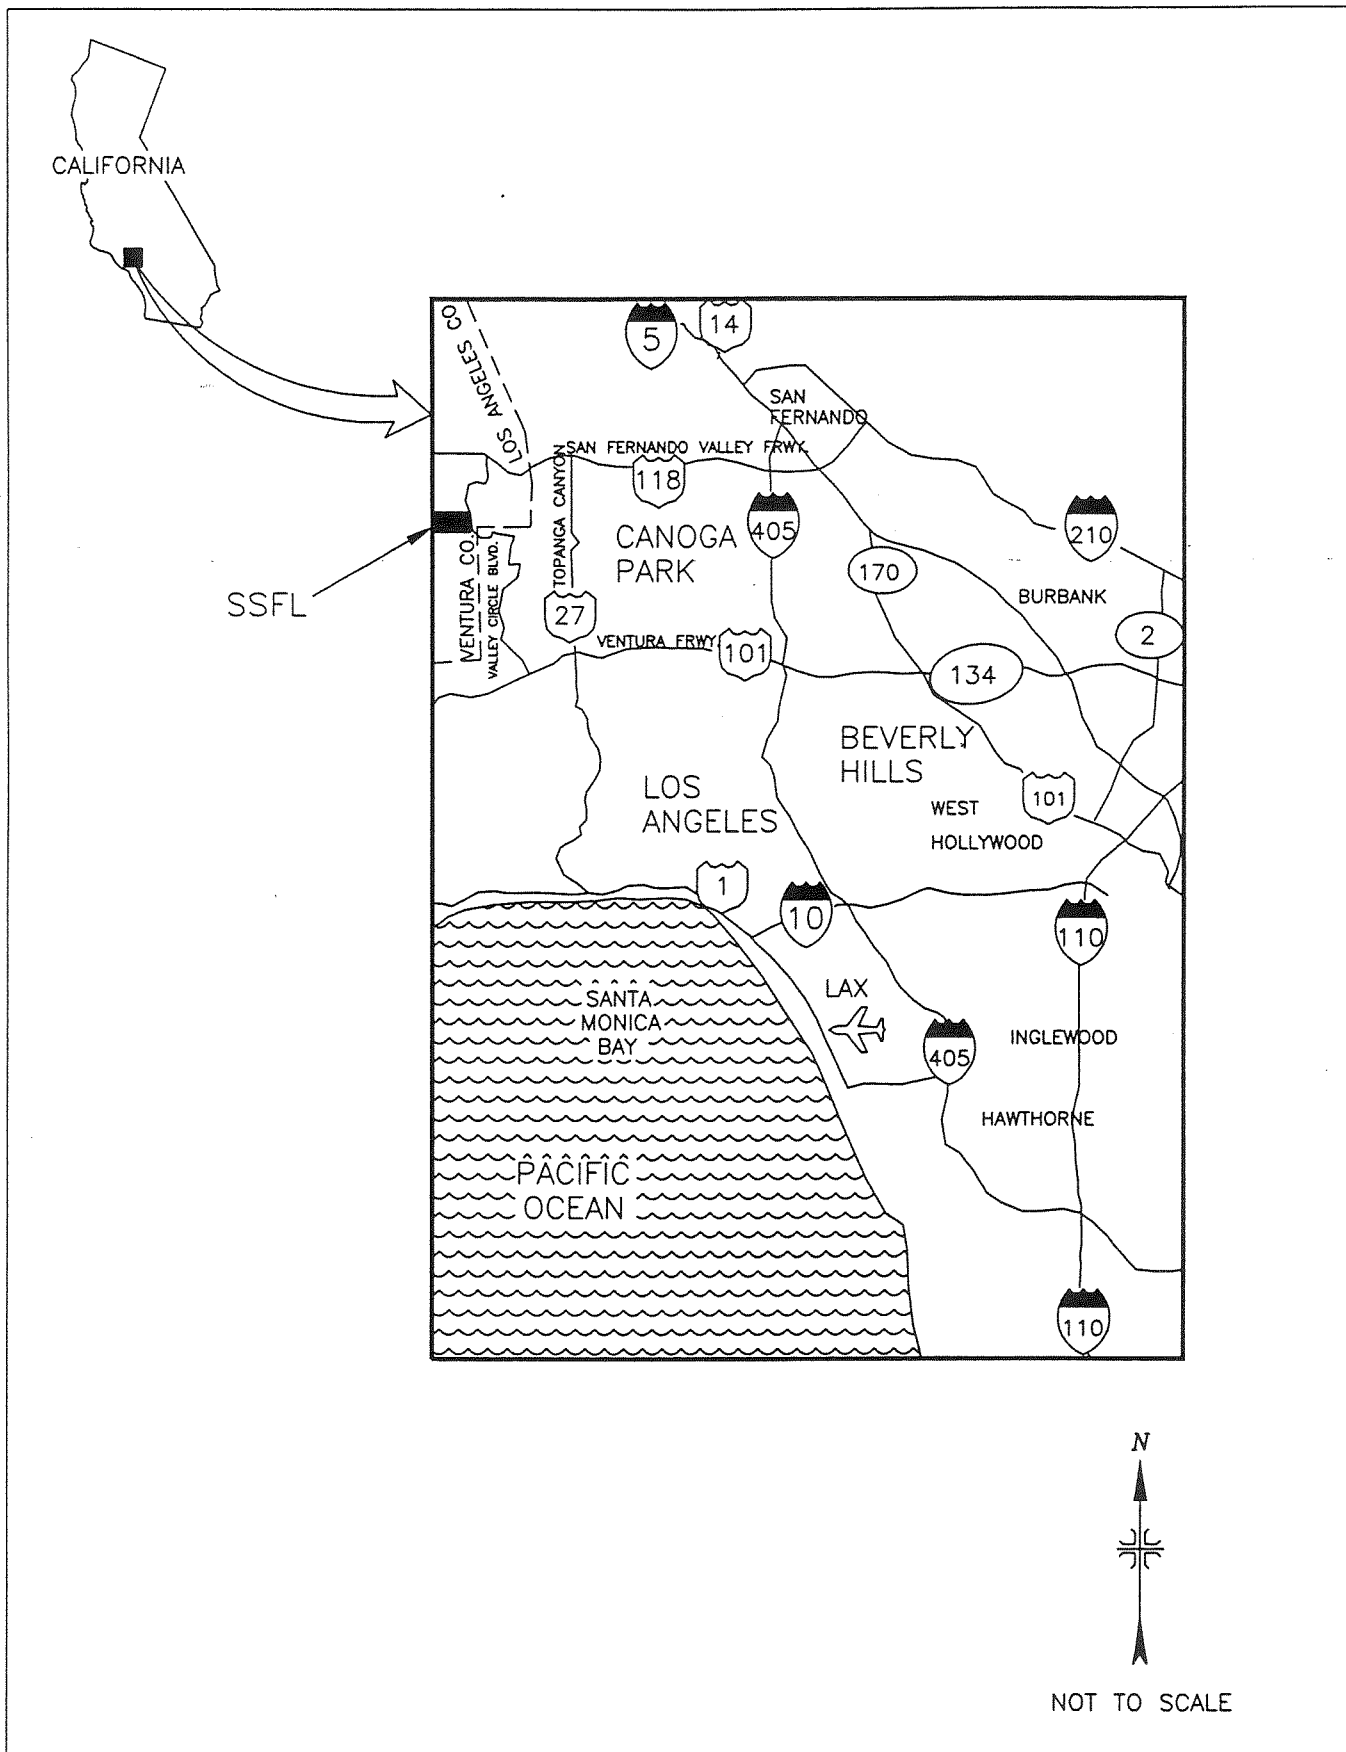 CALIFORNIA
LOS ANGELES CO
5
14
SAN
FERNANDO
SAN FERNANDO VALLEY FRWY.
118
TOPANGA CANYON
405
210
CANOGA
PARK
170
SSFL
VENTURA CO.
VALLEY CIRCLE BLVD.
27
BURBANK
VENTURA FRWY.
101
2
134
BEVERLY
HILLS
LOS
ANGELES
101
WEST
HOLLYWOOD
1
10
110
LAX
SANTA
MONICA
BAY
405
INGLEWOOD
HAWTHORNE
PACIFIC
OCEAN
110
N
NOT TO SCALE